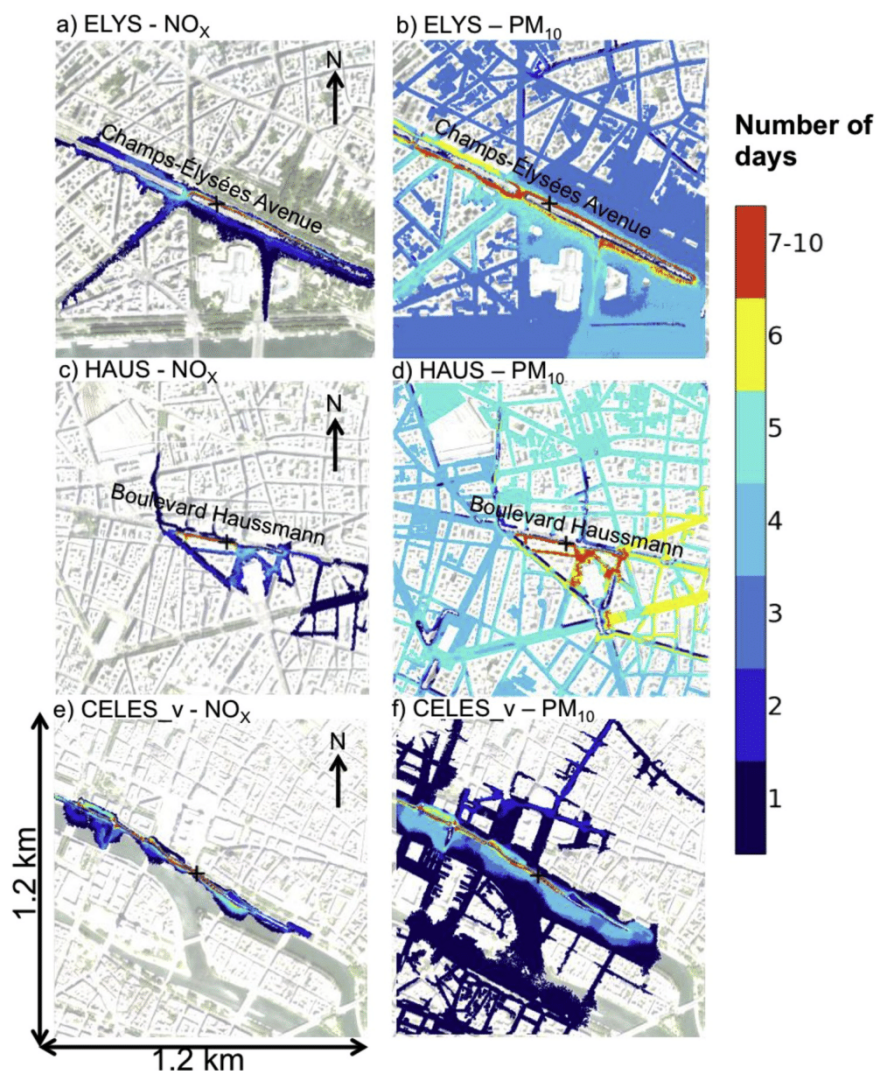 a) ELYS - NOX
b) ELYS – PM10
N
Champs-Élysées Avenue
Champs-Élysées Avenue
Number of
days
7-10
6
5
4
3
2
1
c) HAUS - NOX
d) HAUS – PM10
N
Boulevard Haussmann
Boulevard Haussmann
e) CELES_v - NOX
f) CELES_v – PM10
N
1.2 km
1.2 km